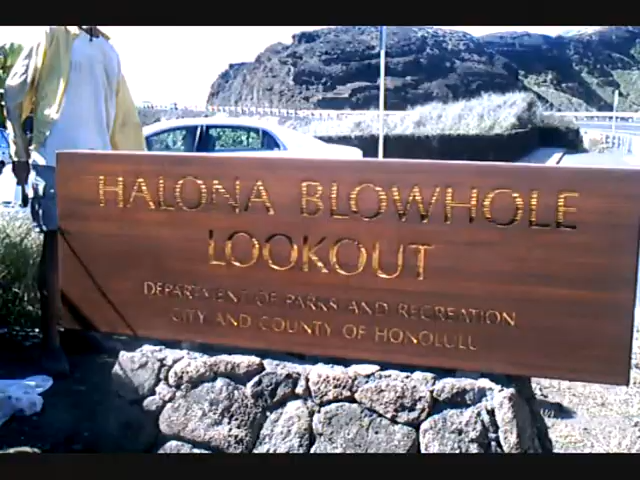 HALONA BLOWHOLE
LOOKOUT
DEPARTMENT OF PARKS AND RECREATION
CITY AND COUNTY OF HONOLULU